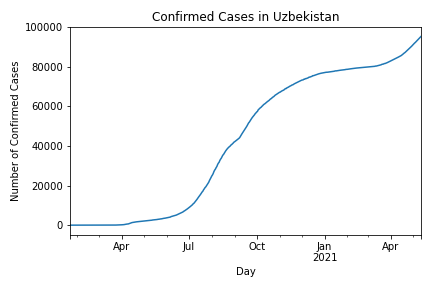 Confirmed Cases in Uzbekistan
100000
80000
60000
40000
20000
0
Number of Confirmed Cases
Apr
Jul
Oct
Jan
2021
Apr
Day